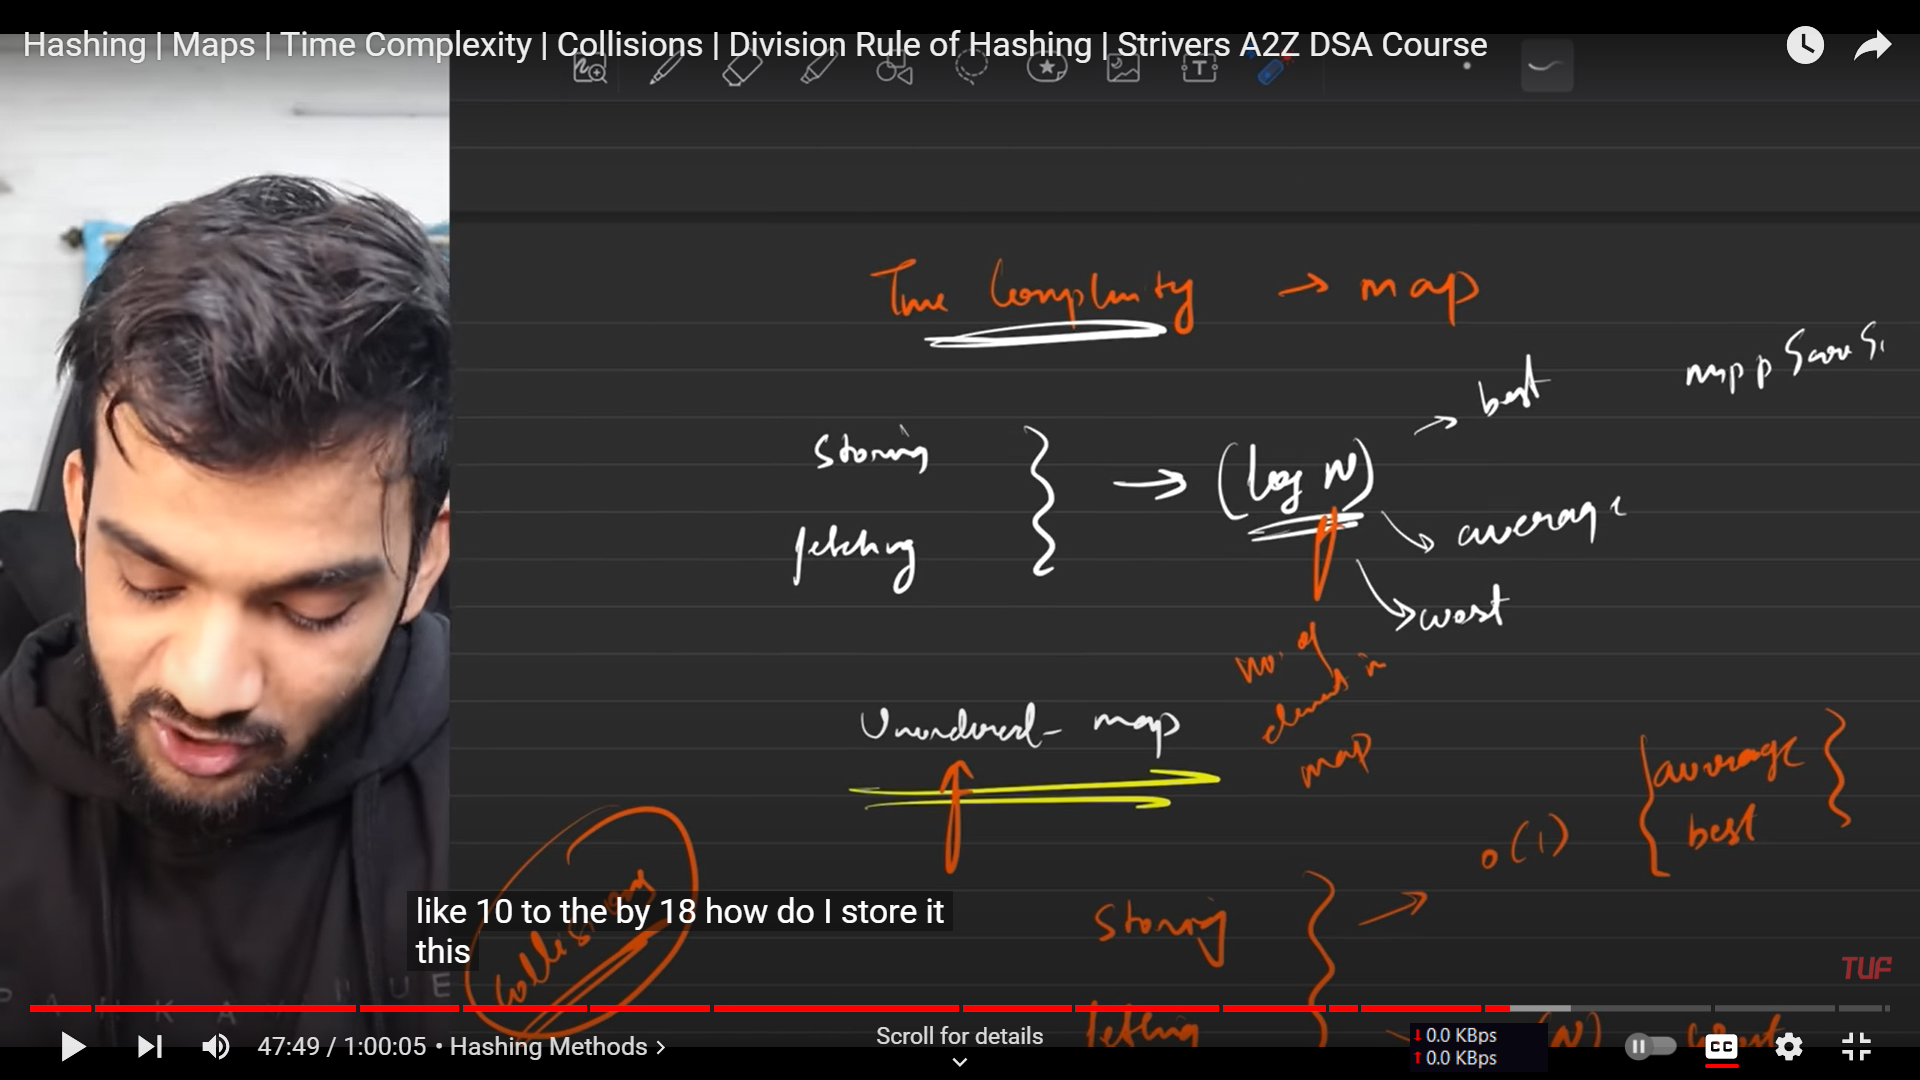 Hashing | Maps | Time Complexity | Collisions | Division Rule of Hashing | Strivers A2Z DSA Course
Time Complexity → map
best
storing
fetching
→ (log N)
average
worst
no. of
elements in
map
Unordered- map
average
best
O(1)
Collisions
storing
fetching
(N)
like 10 to the by 18 how do I store it
this
TUF
47:49 / 1:00:05 • Hashing Methods
Scroll for details
0.0 KBps
0.0 KBps
CC